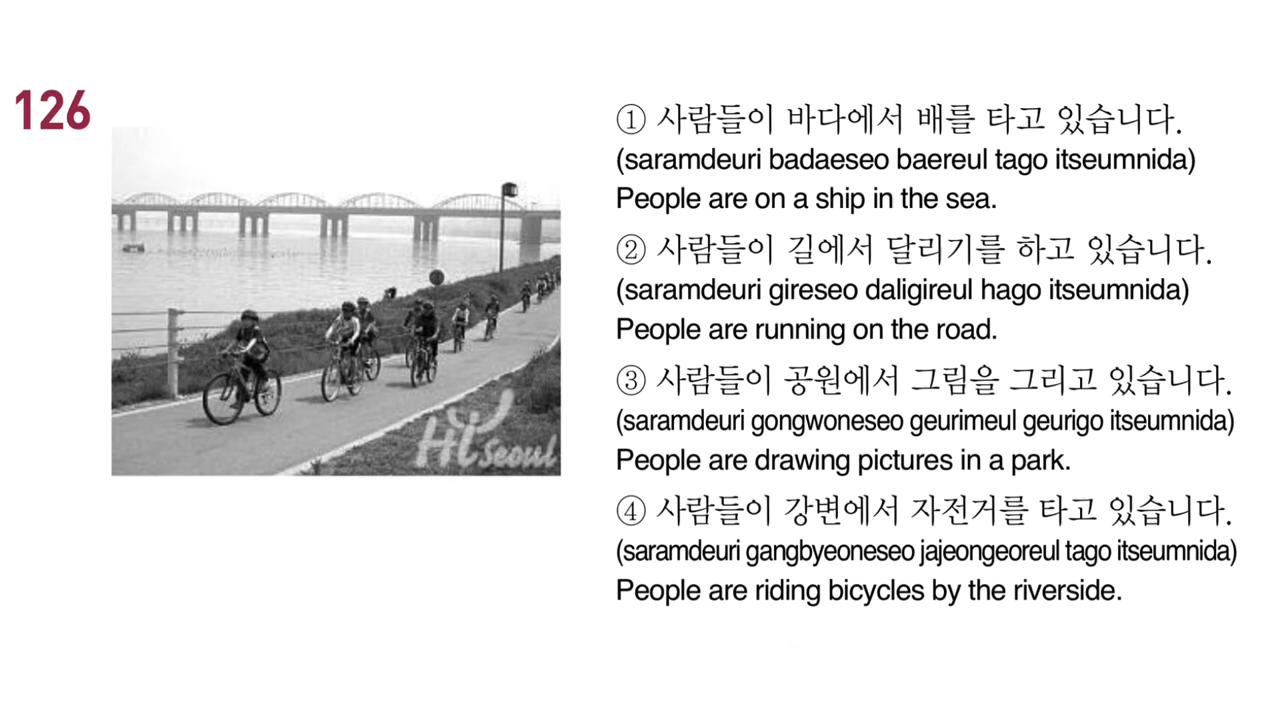 126
① 사람들이 바다에서 배를 타고 있습니다.
(saramdeuri badaeseo baereul tago itseumnida)
People are on a ship in the sea.
② 사람들이 길에서 달리기를 하고 있습니다.
(saramdeuri gireseo daligireul hago itseumnida)
People are running on the road.
③ 사람들이 공원에서 그림을 그리고 있습니다.
(saramdeuri gongwoneseo geurimeul geurigo itseumnida)
People are drawing pictures in a park.
④ 사람들이 강변에서 자전거를 타고 있습니다.
(saramdeuri gangbyeoneseo jajeongeoreul tago itseumnida)
People are riding bicycles by the riverside.
Hi Seoul